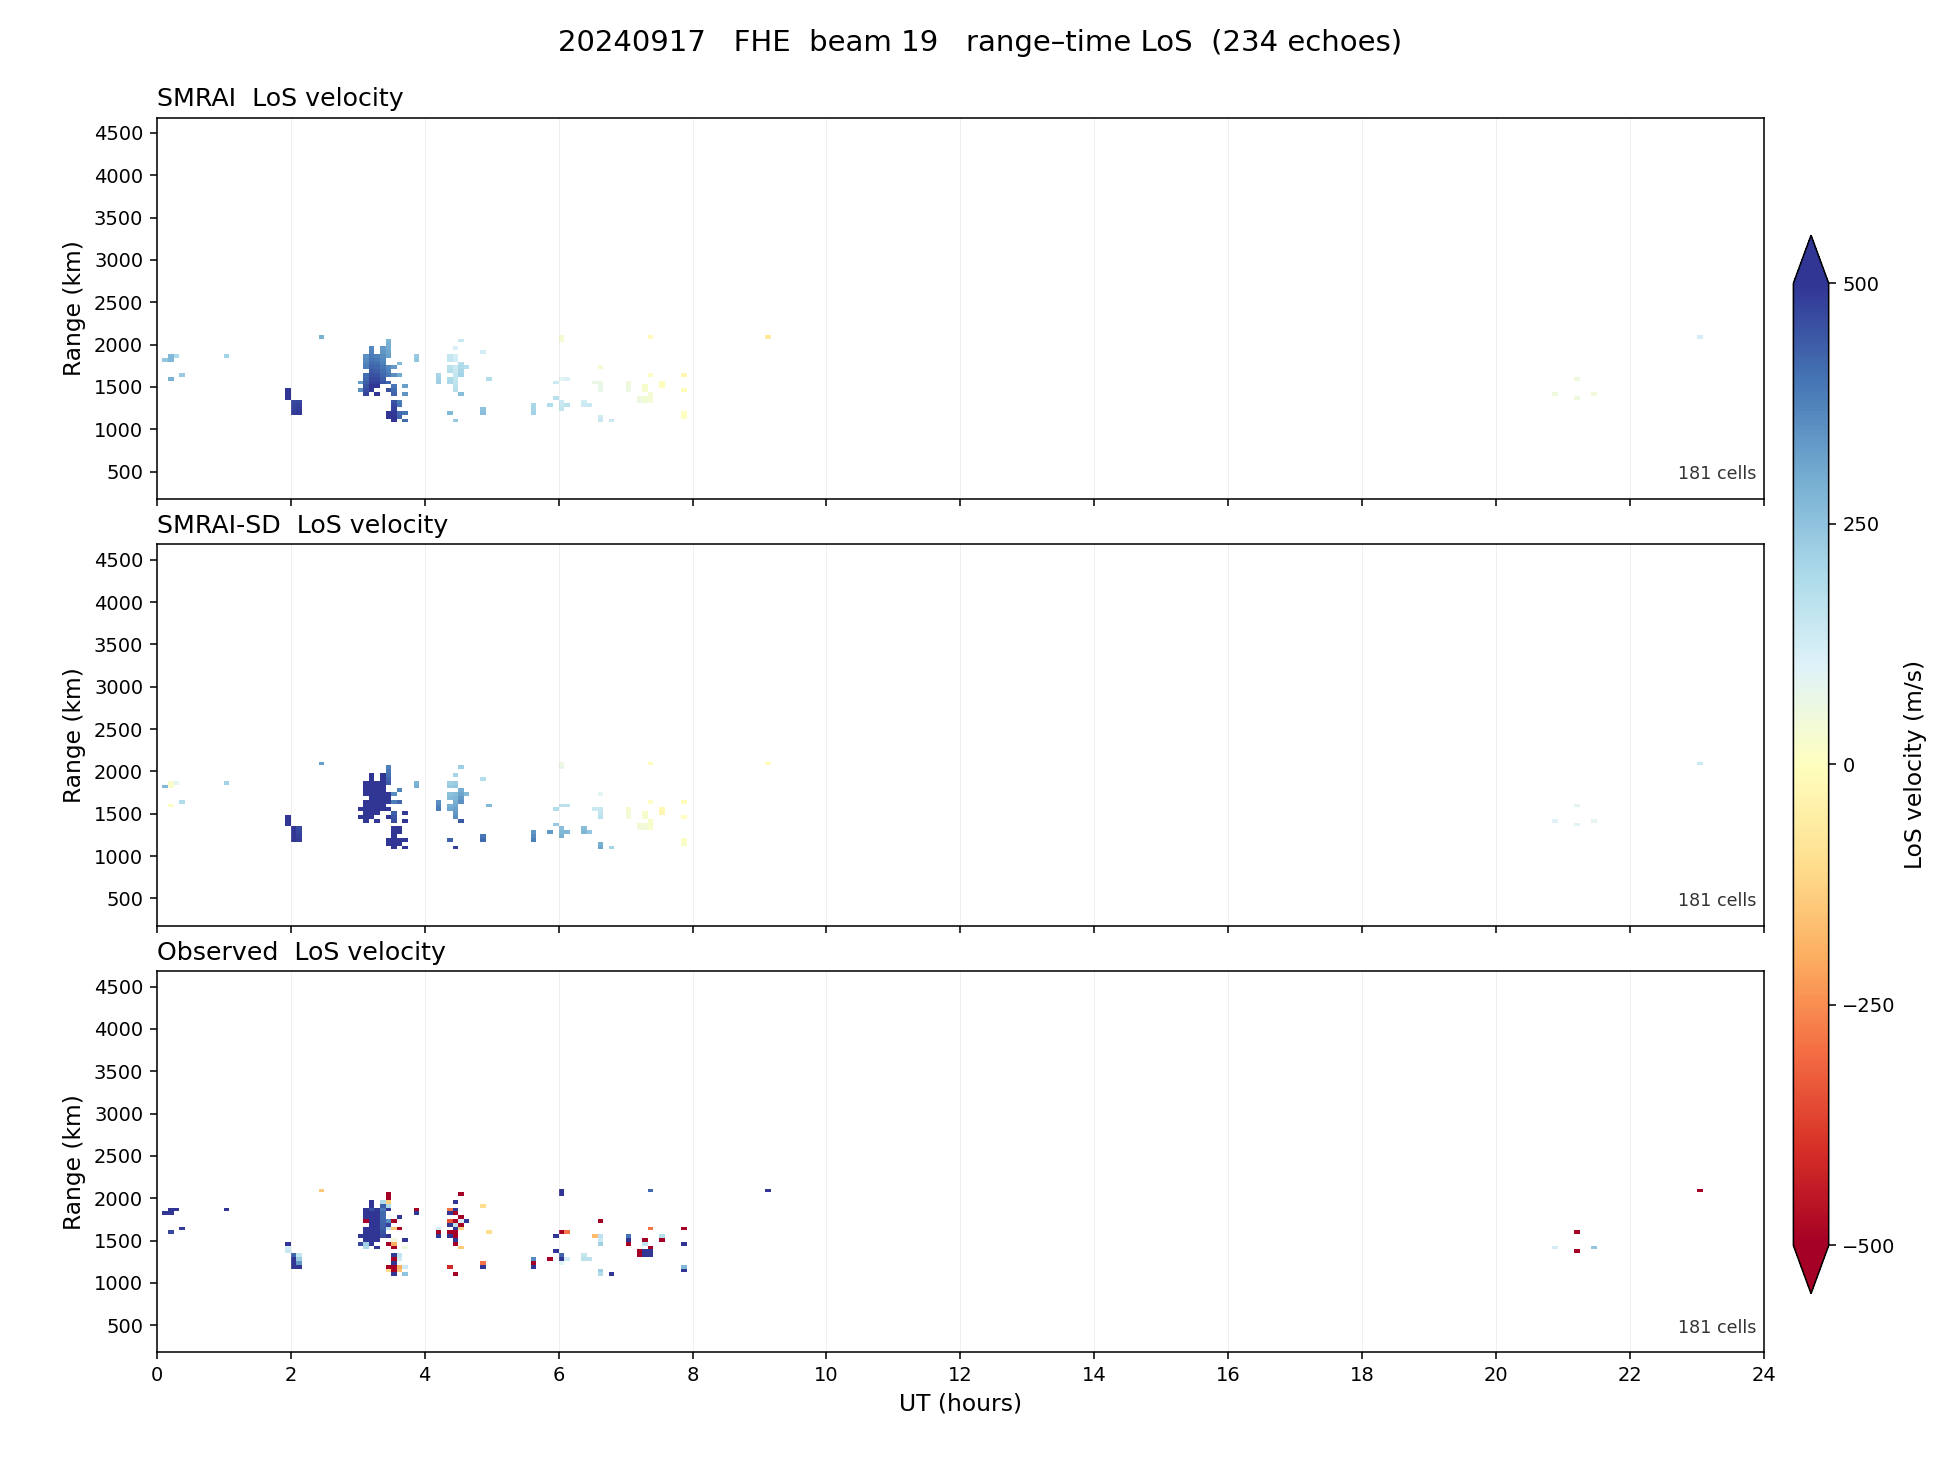 20240917   FHE  beam 19   range–time LoS  (234 echoes)
SMRAI  LoS velocity
4500
4000
3500
3000
2500
2000
1500
1000
500
Range (km)
181 cells
SMRAI-SD  LoS velocity
4500
4000
3500
3000
2500
2000
1500
1000
500
Range (km)
181 cells
Observed  LoS velocity
4500
4000
3500
3000
2500
2000
1500
1000
500
Range (km)
181 cells
0 2 4 6 8 10 12 14 16 18 20 22 24
UT (hours)
500
250
0
−250
−500
LoS velocity (m/s)